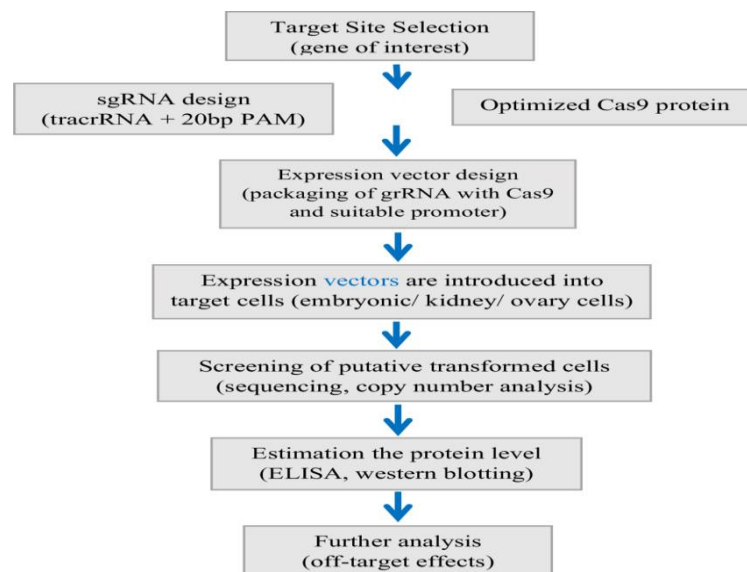 Target Site Selection
(gene of interest)
sgRNA design
(tracrRNA + 20bp PAM)
Optimized Cas9 protein
Expression vector design
(packaging of grRNA with Cas9
and suitable promoter)
Expression vectors are introduced into
target cells (embryonic/ kidney/ ovary cells)
Screening of putative transformed cells
(sequencing, copy number analysis)
Estimation the protein level
(ELISA, western blotting)
Further analysis
(off-target effects)